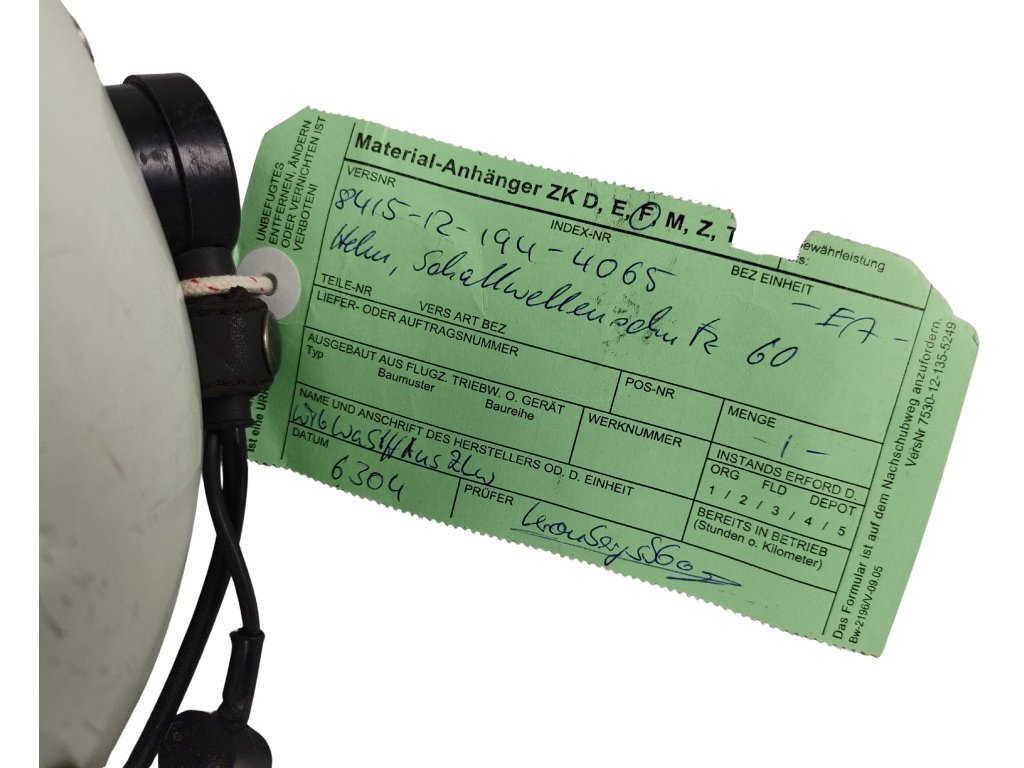 UNBEFUGTES
ENTFERNEN, ÄNDERN
ODER VERNICHTEN IST
VERBOTEN!
Material-Anhänger ZK D, E, F, M, Z,
ewährleistung
VERSNR
INDEX-NR
BEZ EINHEIT
8415-12-194-4065
- EA -
Helm, Schallwellenschutz 60
TEILE-NR
VERS ART BEZ
LIEFER- ODER AUFTRAGSNUMMER
POS-NR
MENGE
- 1 -
AUSGEBAUT AUS FLUGZ. TRIEBW. O. GERÄT
Typ
Baumuster
Baureihe
WERKNUMMER
INSTANDS ERFORD D.
ORG FLD DEPOT
1 / 2 / 3 / 4 / 5
NAME UND ANSCHRIFT DES HERSTELLERS OD. D. EINHEIT
BEREITS IN BETRIEB
(Stunden o. Kilometer)
DATUM
6304
PRÜFER
ist eine
Das Formular ist auf dem Nachschubweg anzufordern.
VersNr 7530-12-135-5249
Bw-2196/V-09.05